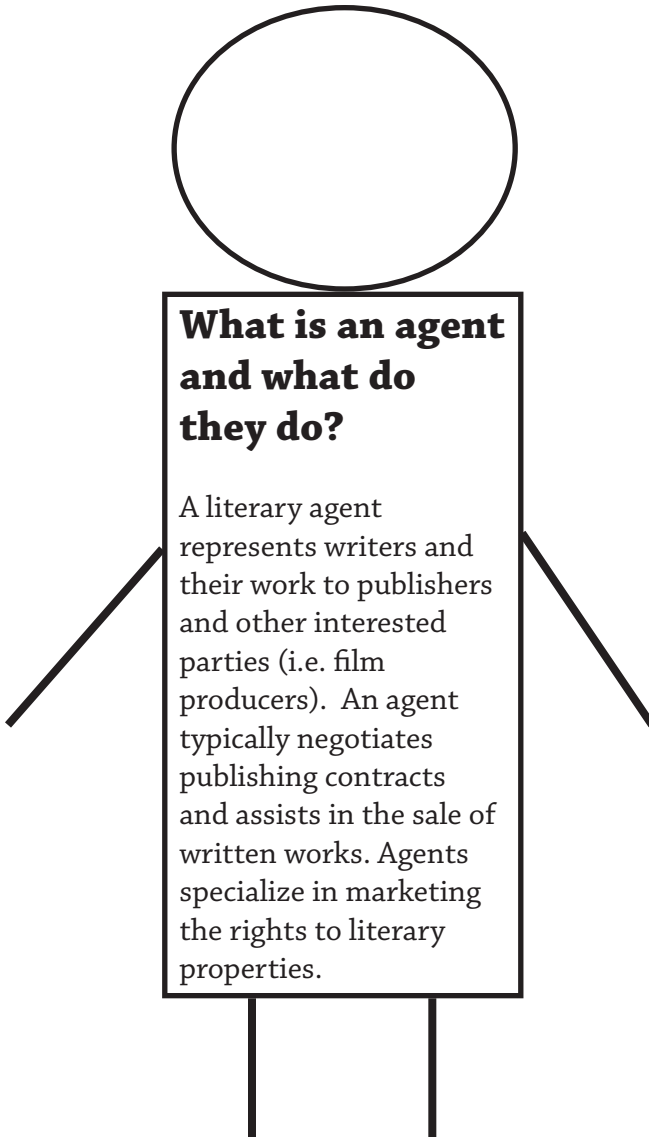 What is an agent
and what do
they do?
A literary agent
represents writers and
their work to publishers
and other interested
parties (i.e. film
producers).  An agent
typically negotiates
publishing contracts
and assists in the sale of
written works. Agents
specialize in marketing
the rights to literary
properties.